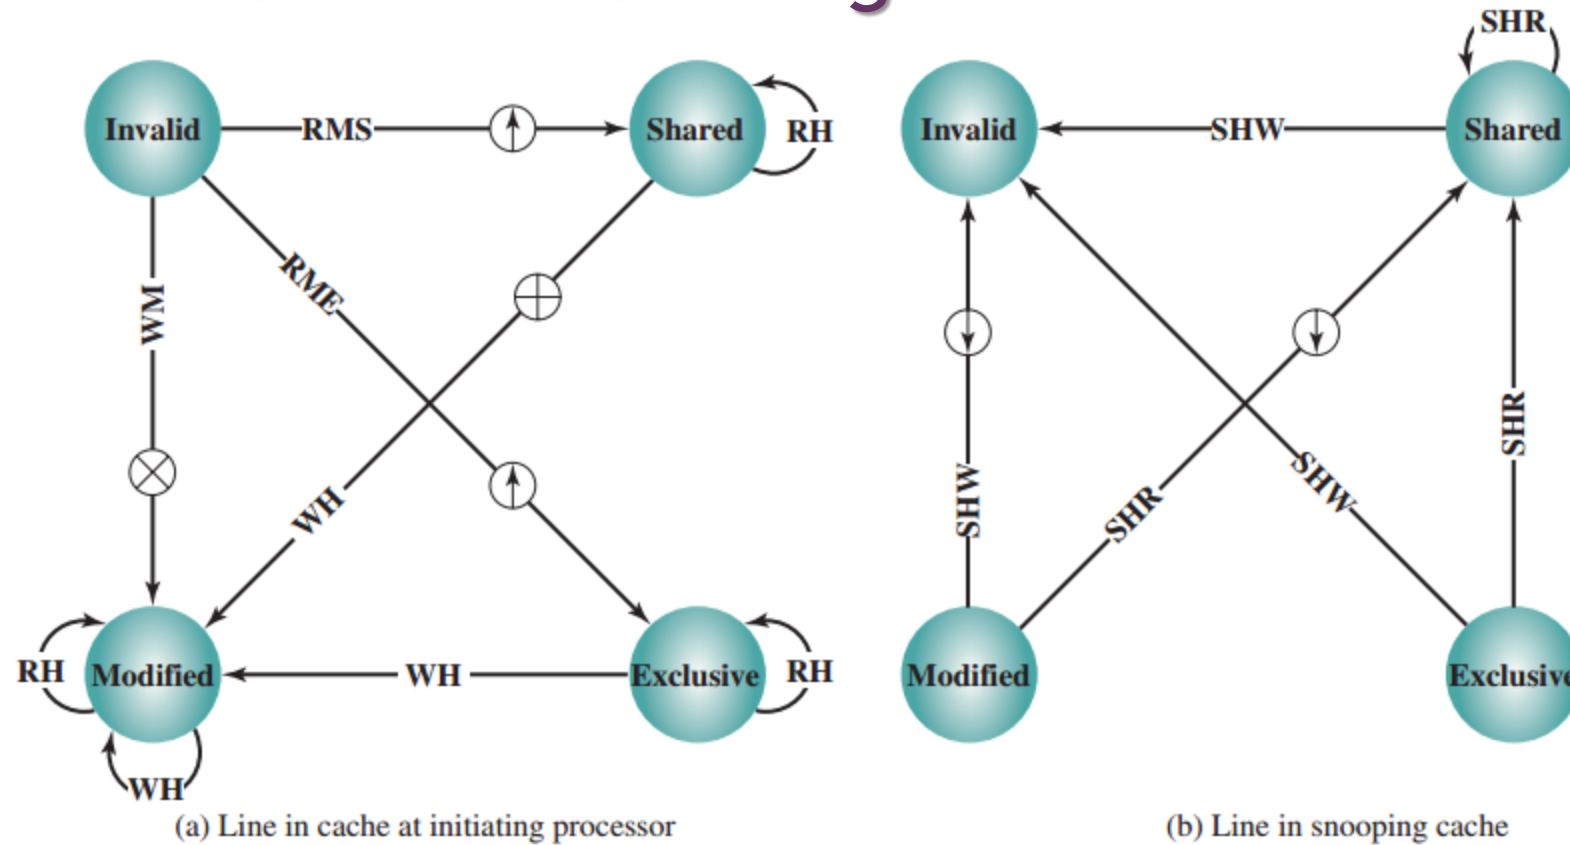 Invalid
RMS
Shared
RH
WM
RME
WH
RH
Modified
WH
Exclusive
RH
WH
(a) Line in cache at initiating processor
SHR
Invalid
SHW
Shared
SHW
SHR
SHW
SHR
Modified
Exclusive
(b) Line in snooping cache